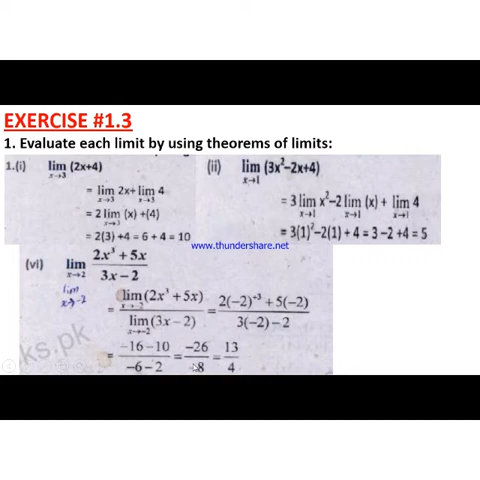 EXERCISE #1.3
1. Evaluate each limit by using theorems of limits:
1.(i) lim x→3 (2x+4)
= lim x→3 2x+ lim x→3 4
= 2 lim x→3 (x) +(4)
= 2(3) +4 = 6 + 4 = 10
(ii) lim x→1 (3x²−2x+4)
= 3 lim x→1 x² −2 lim x→1 (x) + lim x→1 4
= 3(1)²−2(1) + 4 = 3 −2 +4 = 5
www.thundershare.net
(vi) lim x→2 (2x³ + 5x)/(3x − 2)
lim x→-2
= lim x→−2 (2x³ + 5x) / lim x→−2 (3x − 2) = (2(−2)⁺³ + 5(−2))/(3(−2) − 2)
= (−16 −10)/(−6 − 2) = −26/−8 = 13/4
ks.pk